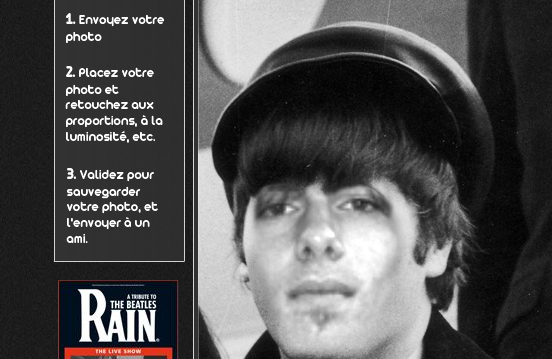 1. Envoyez votre
photo
2. Placez votre
photo et
retouchez aux
proportions, à la
luminosité, etc.
3. Validez pour
sauvegarder
votre photo, et
l'envoyer à un
ami.
A TRIBUTE TO
THE BEATLES
RAIN
THE LIVE SHOW